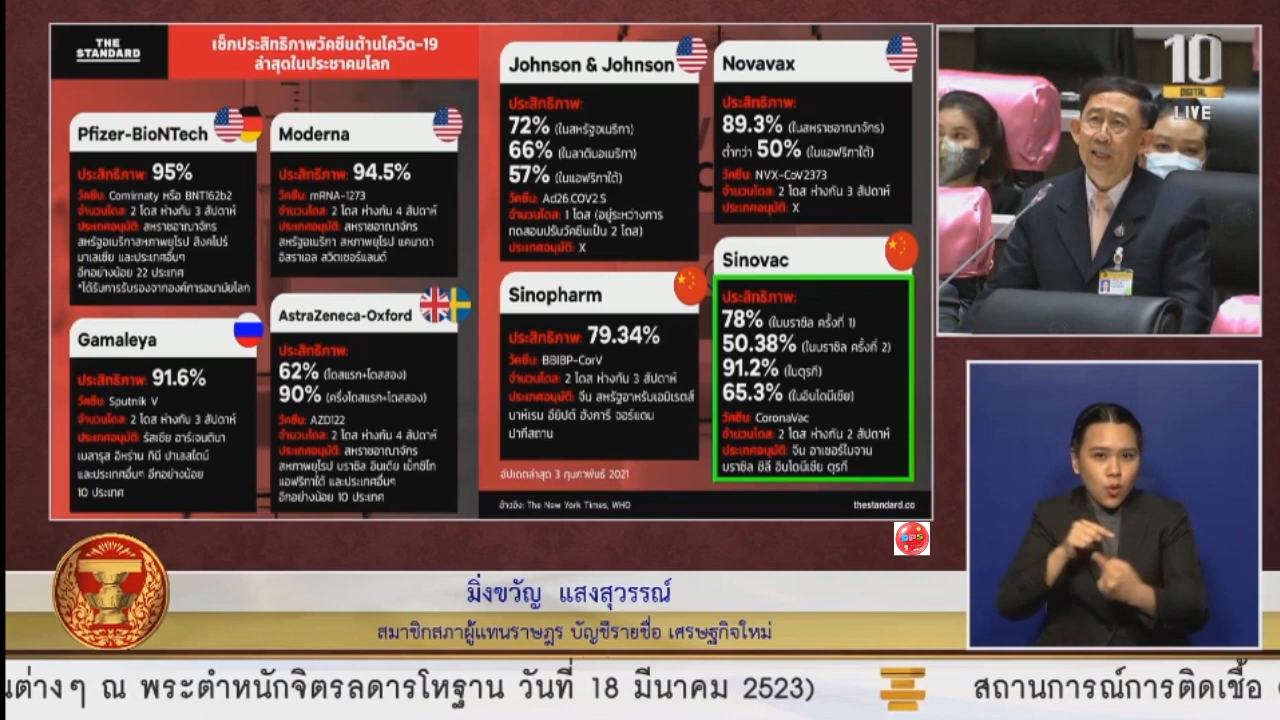 THE
STANDARD
เช็กประสิทธิภาพวัคซีนต้านโควิด-19
ล่าสุดในประชาคมโลก
Pfizer-BioNTech
ประสิทธิภาพ: 95%
วัคซีน: Comirnaty หรือ BNT162b2
จำนวนโดส: 2 โดส ห่างกัน 3 สัปดาห์
ประเทศอนุมัติ: สหราชอาณาจักร
สหรัฐอเมริกาสหภาพยุโรป สิงคโปร์
มาเลเซีย และประเทศอื่นๆ
อีกอย่างน้อย 22 ประเทศ
*ได้รับการรับรองจากองค์การอนามัยโลก
Moderna
ประสิทธิภาพ: 94.5%
วัคซีน: mRNA-1273
จำนวนโดส: 2 โดส ห่างกัน 4 สัปดาห์
ประเทศอนุมัติ: สหราชอาณาจักร
สหรัฐอเมริกา สหภาพยุโรป แคนาดา
อิสราเอล สวิตเซอร์แลนด์
Gamaleya
ประสิทธิภาพ: 91.6%
วัคซีน: Sputnik V
จำนวนโดส: 2 โดส ห่างกัน 3 สัปดาห์
ประเทศอนุมัติ: รัสเซีย อาร์เจนตินา
เบลารุส อิหร่าน กินี ปาเลสไตน์
และประเทศอื่นๆ อีกอย่างน้อย
10 ประเทศ
AstraZeneca-Oxford
ประสิทธิภาพ:
62% (โดสแรก+โดสสอง)
90% (ครึ่งโดสแรก+โดสสอง)
วัคซีน: AZD122
จำนวนโดส: 2 โดส ห่างกัน 4 สัปดาห์
ประเทศอนุมัติ: สหราชอาณาจักร
สหภาพยุโรป บราซิล อินเดีย เม็กซิโก
แอฟริกาใต้ และประเทศอื่นๆ
อีกอย่างน้อย 10 ประเทศ
Johnson & Johnson
ประสิทธิภาพ:
72% (ในสหรัฐอเมริกา)
66% (ในลาตินอเมริกา)
57% (ในแอฟริกาใต้)
วัคซีน: Ad26.COV2.S
จำนวนโดส: 1 โดส (อยู่ระหว่างการ
ทดสอบปรับวัคซีนเป็น 2 โดส)
ประเทศอนุมัติ: X
Novavax
ประสิทธิภาพ:
89.3% (ในสหราชอาณาจักร)
ต่ำกว่า 50% (ในแอฟริกาใต้)
วัคซีน: NVX-CoV2373
จำนวนโดส: 2 โดส ห่างกัน 3 สัปดาห์
ประเทศอนุมัติ: X
Sinopharm
ประสิทธิภาพ: 79.34%
วัคซีน: BBIBP-CorV
จำนวนโดส: 2 โดส ห่างกัน 3 สัปดาห์
ประเทศอนุมัติ: จีน สหรัฐอาหรับเอมิเรตส์
บาห์เรน อียิปต์ ฮังการี จอร์แดน
ปากีสถาน
Sinovac
ประสิทธิภาพ:
78% (ในบราซิล ครั้งที่ 1)
50.38% (ในบราซิล ครั้งที่ 2)
91.2% (ในตุรกี)
65.3% (ในอินโดนีเซีย)
วัคซีน: CoronaVac
จำนวนโดส: 2 โดส ห่างกัน 2 สัปดาห์
ประเทศอนุมัติ: จีน อาเซอร์ไบจาน
บราซิล ชิลี อินโดนีเซีย ตุรกี
อัปเดตล่าสุด 3 กุมภาพันธ์ 2021
อ้างอิง: The New York Times, WHO
thestandard.co
10
DIGITAL
LIVE
DPS
มิ่งขวัญ แสงสุวรรณ์
สมาชิกสภาผู้แทนราษฎร บัญชีรายชื่อ เศรษฐกิจใหม่
นต่างๆ ณ พระตำหนักจิตรลดารโหฐาน วันที่ 18 มีนาคม 2523)
สถานการณ์การติดเชื้อ